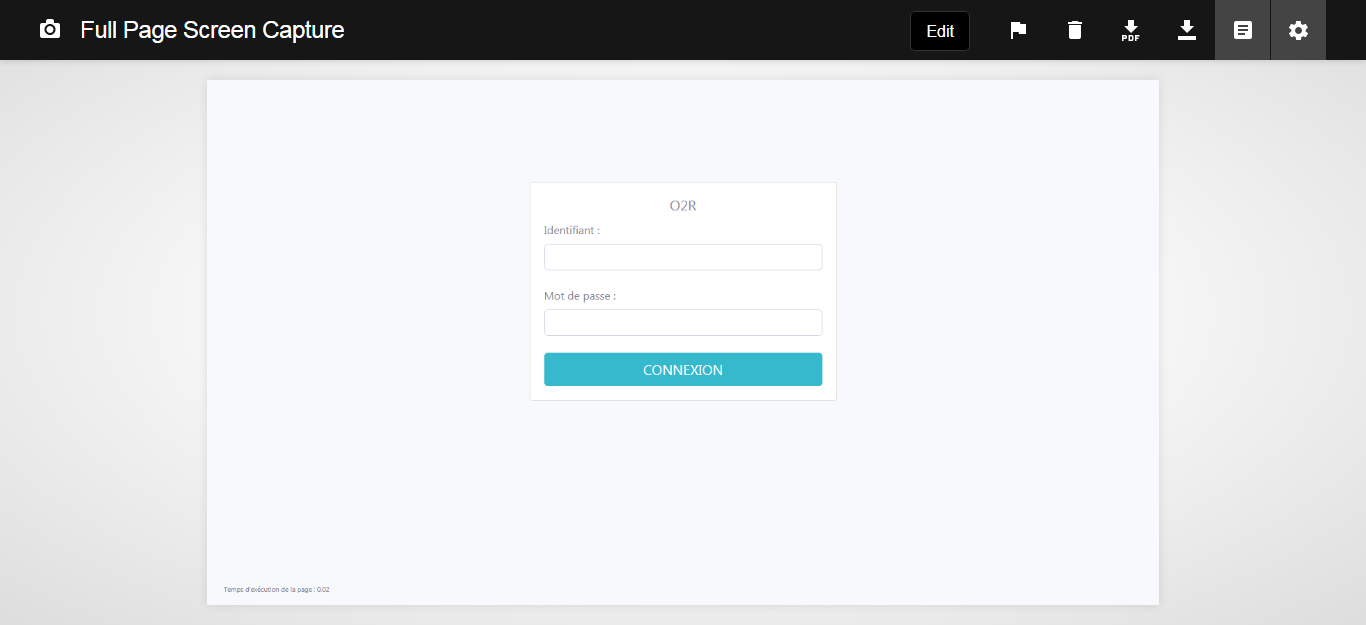 Full Page Screen Capture
Edit
PDF
O2R
Identifiant :
Mot de passe :
CONNEXION
Temps d'exécution de la page : 0.02